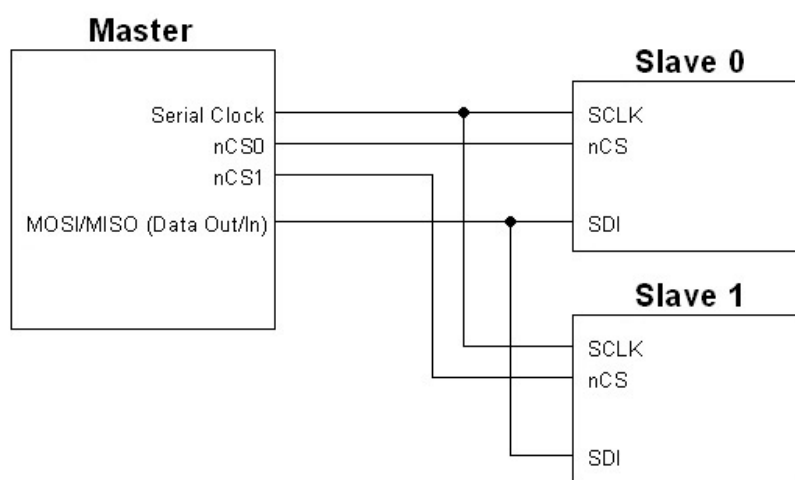 Master
Serial Clock
nCS0
nCS1
MOSI/MISO (Data Out/In)
Slave 0
SCLK
nCS
SDI
Slave 1
SCLK
nCS
SDI